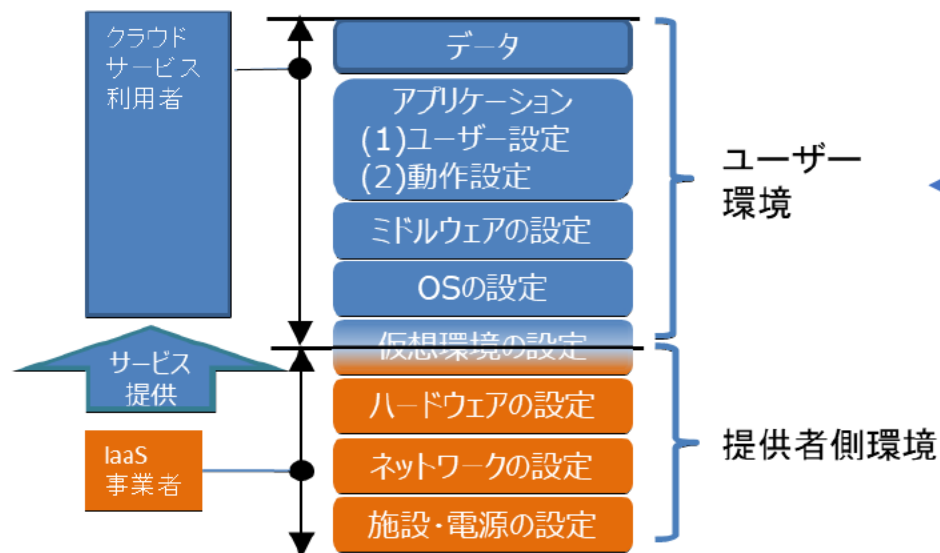 クラウド
サービス
利用者
データ
アプリケーション
(1)ユーザー設定
(2)動作設定
ミドルウェアの設定
OSの設定
仮想環境の設定
ハードウェアの設定
ネットワークの設定
施設・電源の設定
サービス
提供
IaaS
事業者
ユーザー
環境
提供者側環境